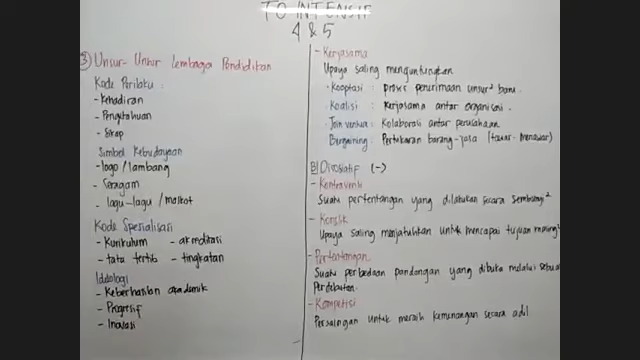 TO INTENSIF
4 & 5
③ Unsur-Unsur Lembaga Pendidikan
Kode Perilaku :
- Kehadiran
- Pengetahuan
- Sikap
Simbol Kebudayaan
- logo / lambang
- Seragam
- lagu-lagu / maskot
Kode Spesialisasi
- Kurikulum - akreditasi
- tata tertib - tingkatan
Ideologi
- Keberhasilan akademik
- Progresif
- Inovasi
- Kerjasama
Upaya saling menguntungkan
• Kooptasi : proses penerimaan unsur² baru
• Koalisi : Kerjasama antar organisasi.
• Join venture : Kolaborasi antar perusahaan
Bargaining : Pertukaran barang-jasa (tawar-menawar)
Disosiatif (-)
- Kontravensi
Suatu pertentangan yang dilakukan secara sembunyi²
- Konflik
Upaya saling menjatuhkan untuk mencapai tujuan masing²
- Pertentangan
Suatu perbedaan pandangan yang dibuka melalui sebuah
Perdebatan.
- Kompetisi
Persaingan untuk meraih kemenangan secara adil